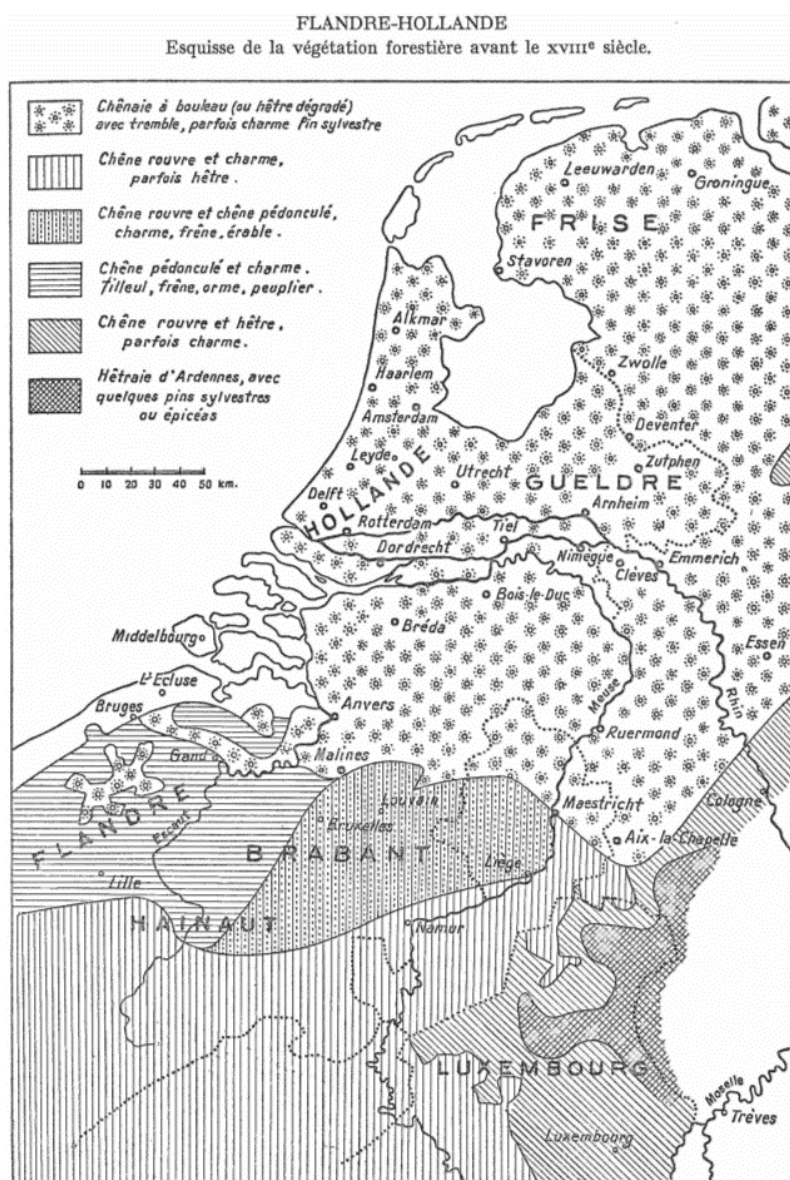 FLANDRE-HOLLANDE
Esquisse de la végétation forestière avant le XVIIIe siècle.
Chênaie à bouleau (ou hêtre dégradé)
avec tremble, parfois charme Pin sylvestre
Chêne rouvre et charme,
parfois hêtre.
Chêne rouvre et chêne pédonculé,
charme, frêne, érable.
Chêne pédonculé et charme.
Tilleul, frêne, orme, peuplier.
Chêne rouvre et hêtre,
parfois charme.
Hêtraie d'Ardennes, avec
quelques pins sylvestres
ou épicéas
0 10 20 30 40 50 km.
Leeuwarden
Groningue
FRISE
Stavoren
Alkmar
Zwolle
Haarlem
Amsterdam
Deventer
Leyde
Zutphen
Utrecht
GUELDRE
HOLLANDE
Delft
Arnheim
Rotterdam
Tiel
Dordrecht
Nimègue
Emmerich
Clèves
Bois-le-Duc
Bréda
Middelbourg
Essen
L'Ecluse
Meuse
Rhin
Bruges
Anvers
Ruermond
Gand
Malines
Cologne
Louvain
Maestricht
FLANDRE
Escaut
Bruxelles
Aix-la-Chapelle
BRABANT
Liège
Lille
HAINAUT
Namur
LUXEMBOURG
Moselle
Trèves
Luxembourg